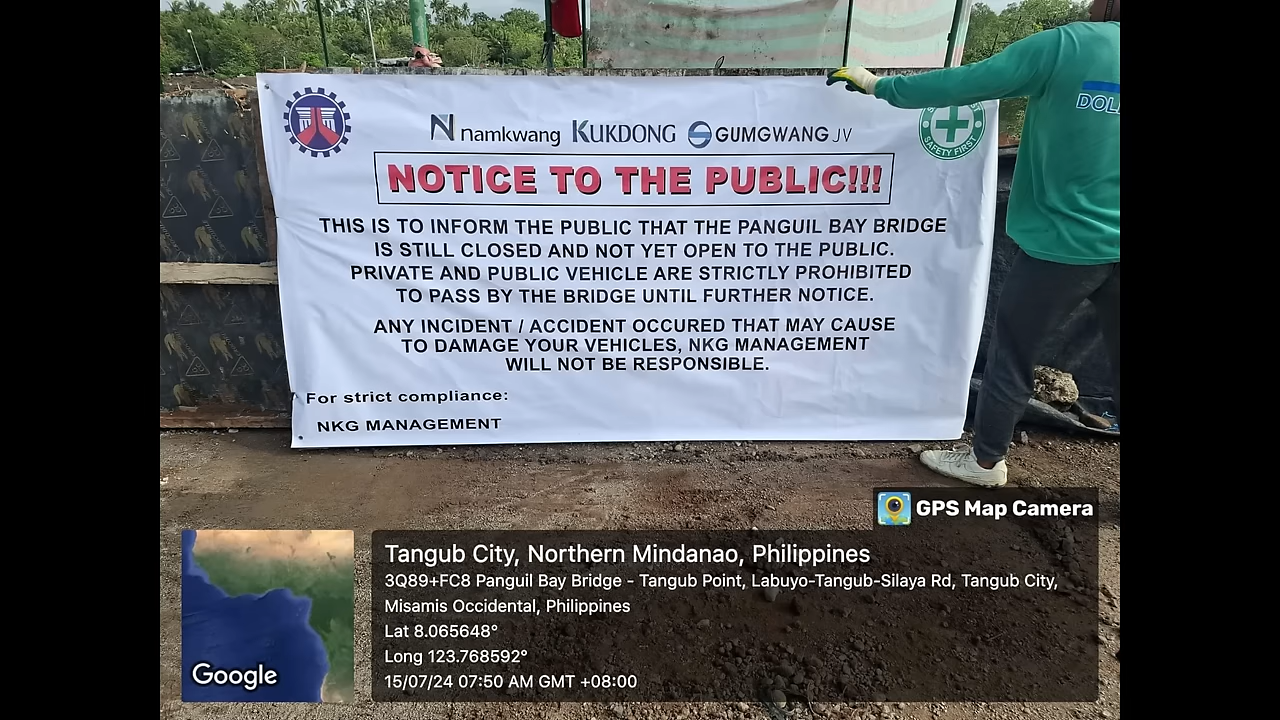 Namkwang KUKDONG GUMGWANG JV
SAFETY FIRST
DOL
NOTICE TO THE PUBLIC!!!
THIS IS TO INFORM THE PUBLIC THAT THE PANGUIL BAY BRIDGE
IS STILL CLOSED AND NOT YET OPEN TO THE PUBLIC.
PRIVATE AND PUBLIC VEHICLE ARE STRICTLY PROHIBITED
TO PASS BY THE BRIDGE UNTIL FURTHER NOTICE.
ANY INCIDENT / ACCIDENT OCCURED THAT MAY CAUSE
TO DAMAGE YOUR VEHICLES, NKG MANAGEMENT
WILL NOT BE RESPONSIBLE.
For strict compliance:
NKG MANAGEMENT
GPS Map Camera
Tangub City, Northern Mindanao, Philippines
3Q89+FC8 Panguil Bay Bridge - Tangub Point, Labuyo-Tangub-Silaya Rd, Tangub City,
Misamis Occidental, Philippines
Lat 8.065648°
Long 123.768592°
15/07/24 07:50 AM GMT +08:00
Google